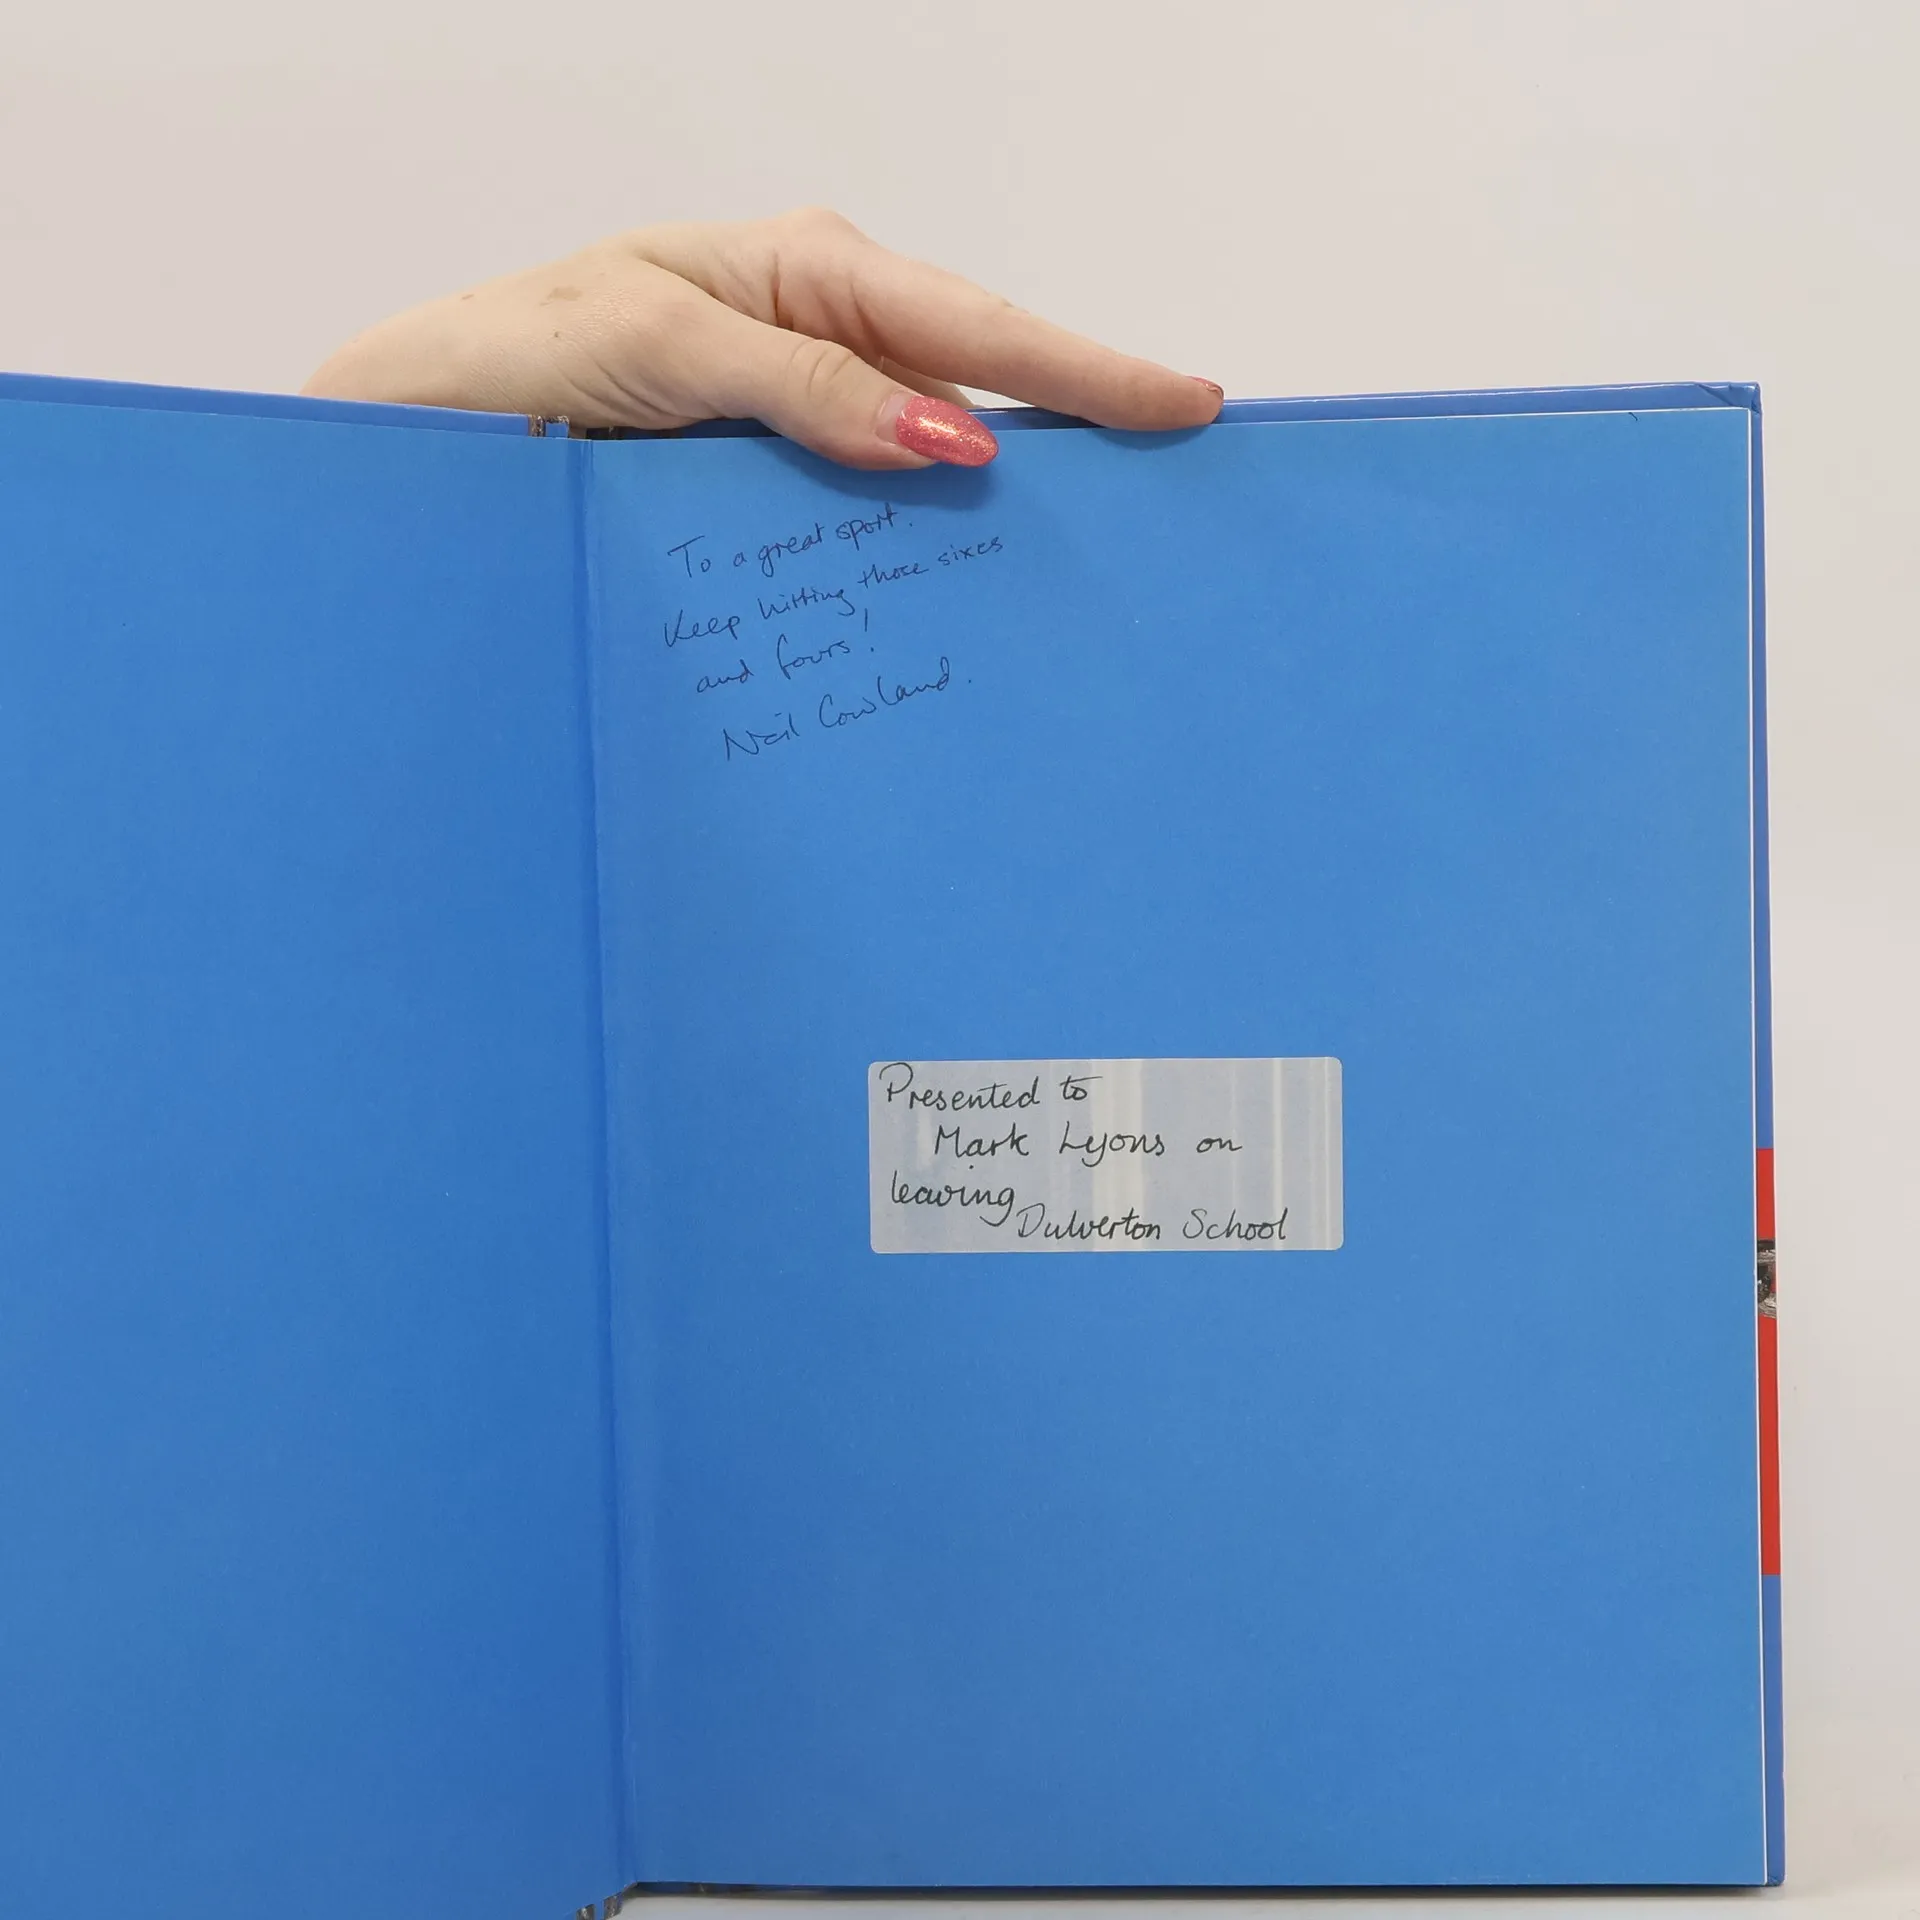 To a great sport.
Keep hitting those sixes
and fours!
Neil Cowland.
Presented to
Mark Lyons on
leaving
Dulverton School